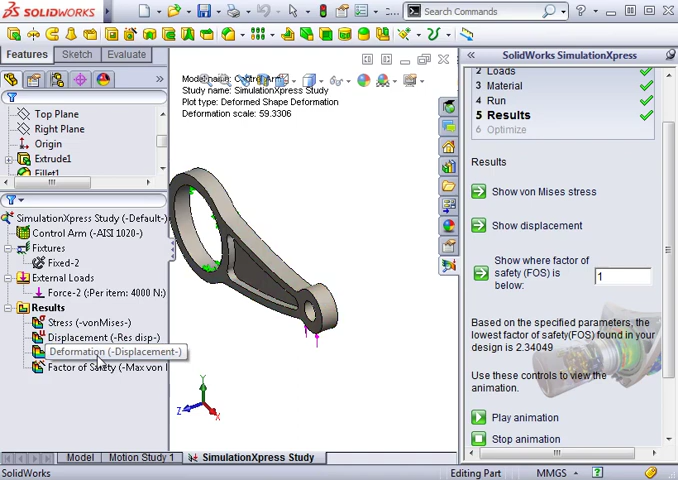 SOLIDWORKS
Search Commands
Features
Sketch
Evaluate
Top Plane
Right Plane
Origin
Extrude1
Fillet1
SimulationXpress Study (-Default-)
Control Arm (-AISI 1020-)
Fixtures
Fixed-2
External Loads
Force-2 (:Per item: 4000 N:)
Results
Stress (-vonMises-)
Displacement (-Res disp-)
Deformation (-Displacement-)
Factor of Safety (-Max von
Model name: Control Arm
Study name: SimulationXpress Study
Plot type: Deformed Shape Deformation
Deformation scale: 59.3306
Y
Z
X
SolidWorks SimulationXpress
2 Loads
3 Material
4 Run
5 Results
6 Optimize
Results
Show von Mises stress
Show displacement
Show where factor of
safety (FOS) is
below:
1
Based on the specified parameters, the
lowest factor of safety(FOS) found in your
design is 2.34049
Use these controls to view the
animation.
Play animation
Stop animation
Model
Motion Study 1
SimulationXpress Study
SolidWorks
Editing Part
MMGS